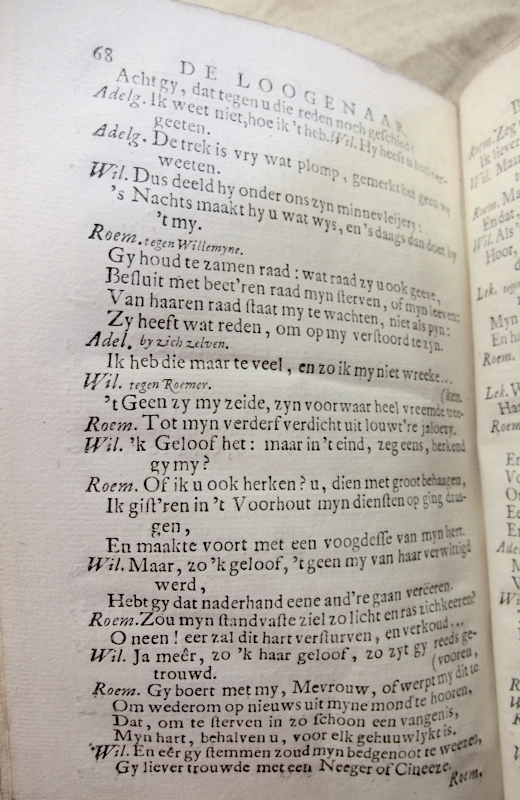 68
DE LOOGENAAR,
Acht gy, dat tegen u die reden noch geschied?
Adelg. Ik weet niet, hoe ik 't heb. Wil. Hy heeft u
geeten.
Adelg. De trek is vry wat plomp, gemerkt het geen wy
weeten.
Wil. Dus deeld hy onder ons zyn minnevleijery:
's Nachts maakt hy u wat wys, en 's daags dan doet hy
't my.
Roem. tegen Willemyne.
Gy houd te zamen raad: wat raad zy u ook geeve,
Besluit met beet'ren raad myn sterven, of myn leeven:
Van haaren raad staat my te wachten, niet als pyn:
Zy heeft wat reden, om op my verstoord te zyn.
Adel. by zich zelven.
Ik heb die maar te veel, en zo ik my niet wreeke...
Wil. tegen Roemer.
(ken.
't Geen zy my zeide, zyn voorwaar heel vreemde tree-
Roem. Tot myn verderf verdicht uit louwt're jaloezy.
Wil. 'k Geloof het: maar in 't eind, zeg eens, herkend
gy my?
Roem. Of ik u ook herken? u, dien met groot behaagen,
Ik gist'ren in 't Voorhout myn diensten op ging draa-
gen,
En maakte voort met een voogdesse van myn hert.
Wil. Maar, zo 'k geloof, 't geen my van haar verwittigd
werd,
Hebt gy dat naderhand eene and're gaan vereeren.
Roem. Zou myn standvaste ziel zo licht en ras zich keeren?
O neen! eer zal dit hart versturven, en verkoud...
Wil. Ja meêr, zo 'k haar geloof, zo zyt gy reeds ge-
trouwd.
(vooren,
Roem. Gy boert met my, Mevrouw, of werpt my dit te
Om wederom op nieuws uit myne mond te hooren,
Dat, om te sterven in zo schoon een vangenis,
Myn hart, behalven u, voor elk gehuuwlykt is.
Wil. En eêr gy stemmen zoud myn bedgenoot te weezen,
Gy liever trouwde met een Neeger of Cineeze.
Roem.